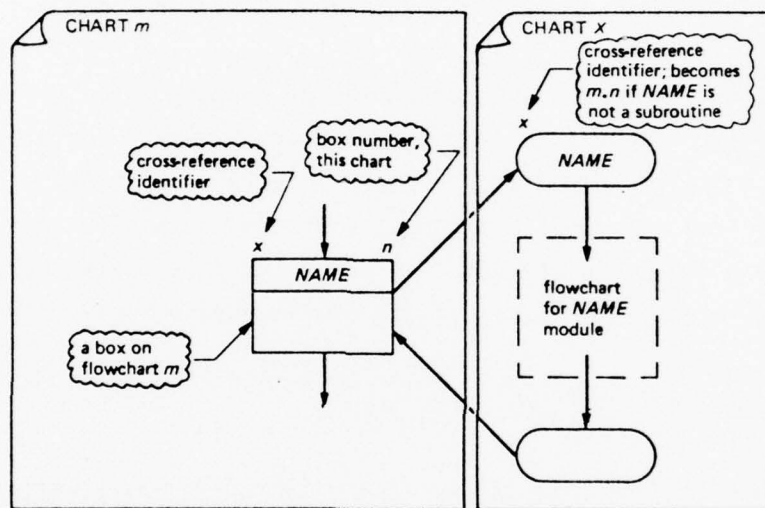 CHART m
cross-reference
identifier
box number,
this chart
x
n
NAME
a box on
flowchart m
CHART X
cross-reference
identifier; becomes
m.n if NAME is
not a subroutine
x
NAME
flowchart
for NAME
module